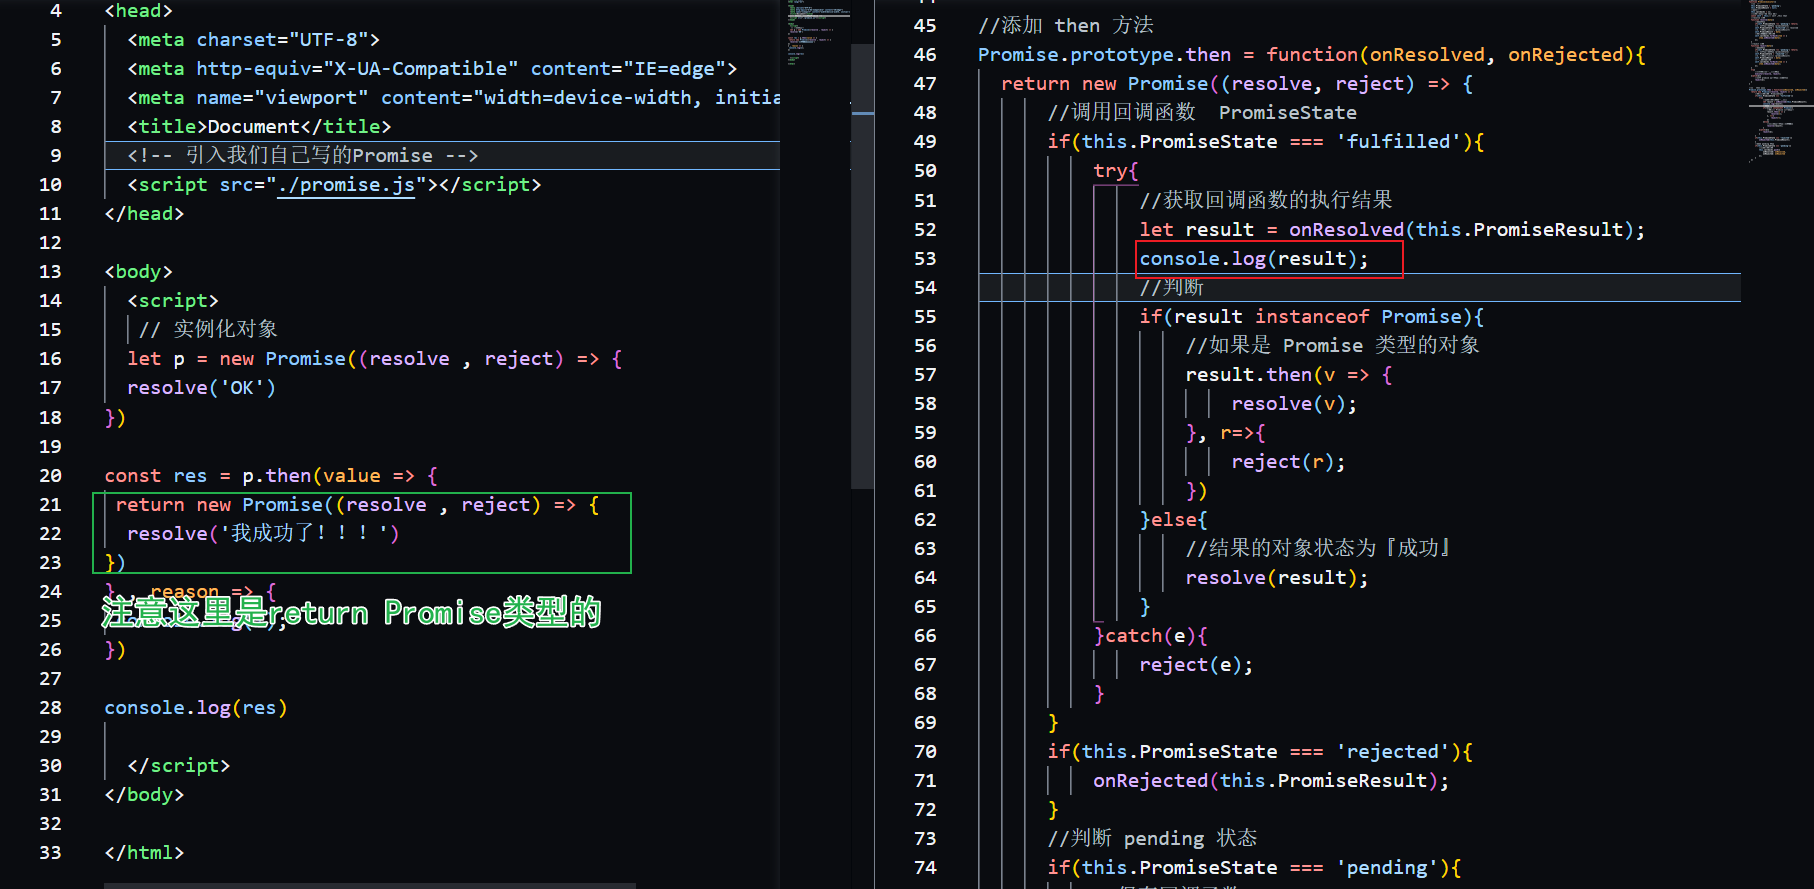 4 <head>
5 <meta charset="UTF-8">
6 <meta http-equiv="X-UA-Compatible" content="IE=edge">
7 <meta name="viewport" content="width=device-width, initia
8 <title>Document</title>
9 <!-- 引入我们自己写的Promise -->
10 <script src="./promise.js"></script>
11 </head>
12
13 <body>
14 <script>
15 // 实例化对象
16 let p = new Promise((resolve , reject) => {
17 resolve('OK')
18 })
19
20 const res = p.then(value => {
21 return new Promise((resolve , reject) => {
22 resolve('我成功了！！！')
23 })
24 } , reason => {
注意这里是return Promise类型的
25
26 })
27
28 console.log(res)
29
30 </script>
31 </body>
32
33 </html>
45 //添加 then 方法
46 Promise.prototype.then = function(onResolved, onRejected){
47 return new Promise((resolve, reject) => {
48 //调用回调函数 PromiseState
49 if(this.PromiseState === 'fulfilled'){
50 try{
51 //获取回调函数的执行结果
52 let result = onResolved(this.PromiseResult);
53 console.log(result);
54 //判断
55 if(result instanceof Promise){
56 //如果是 Promise 类型的对象
57 result.then(v => {
58 resolve(v);
59 }, r=>{
60 reject(r);
61 })
62 }else{
63 //结果的对象状态为『成功』
64 resolve(result);
65 }
66 }catch(e){
67 reject(e);
68 }
69 }
70 if(this.PromiseState === 'rejected'){
71 onRejected(this.PromiseResult);
72 }
73 //判断 pending 状态
74 if(this.PromiseState === 'pending'){